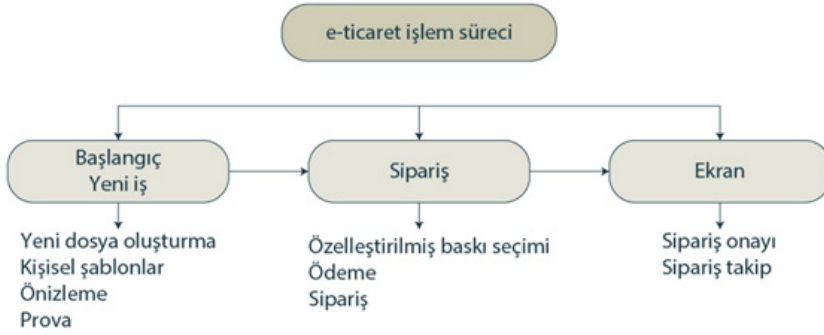 e-ticaret işlem süreci
Başlangıç
Yeni iş
Sipariş
Ekran
Yeni dosya oluşturma
Kişisel şablonlar
Önizleme
Prova
Özelleştirilmiş baskı seçimi
Ödeme
Sipariş
Sipariş onayı
Sipariş takip